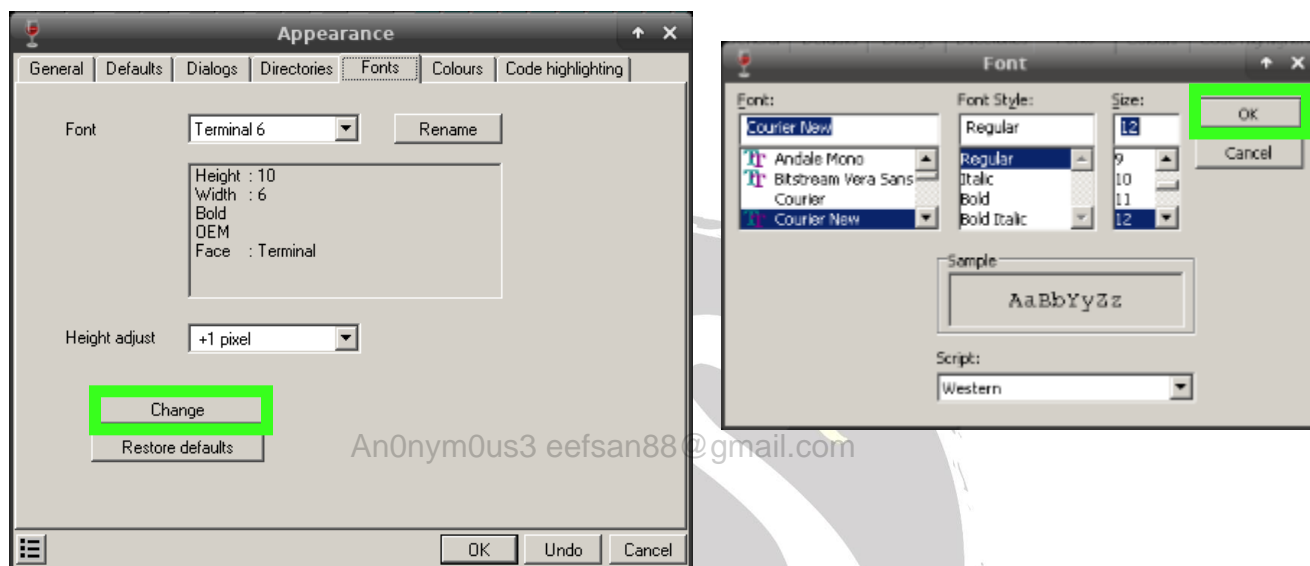 Appearance
General Defaults Dialogs Directories Fonts Colours Code highlighting
Font Terminal 6 Rename
Height : 10
Width : 6
Bold
OEM
Face : Terminal
Height adjust +1 pixel
Change
Restore defaults
OK Undo Cancel
Font
Font: Font Style: Size:
Courier New Regular 12 OK
Andale Mono Regular 9 Cancel
Bitstream Vera Sans Italic 10
Courier Bold 11
Courier New Bold Italic 12
Sample
AaBbYyZz
Script:
Western
An0nym0us3 eefsan88@gmail.com